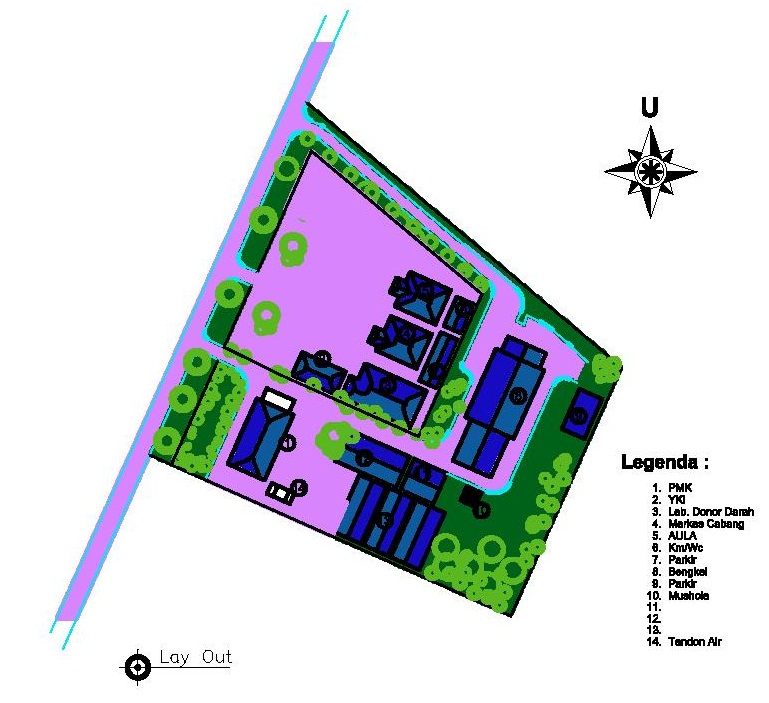 U
Legenda :
1. PMK
2. YKI
3. Lab. Donor Darah
4. Markas Cabang
5. AULA
6. Km/Wc
7. Parkir
8. Bengkel
9. Parkir
10. Mushola
11.
12.
13.
14. Tandon Air
Lay Out